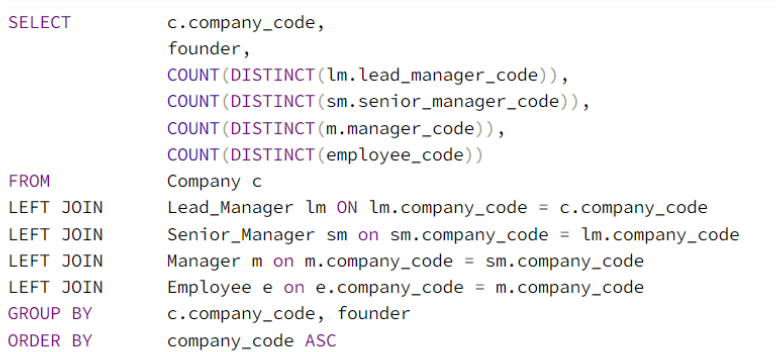 SELECT c.company_code,
founder,
COUNT(DISTINCT(lm.lead_manager_code)),
COUNT(DISTINCT(sm.senior_manager_code)),
COUNT(DISTINCT(m.manager_code)),
COUNT(DISTINCT(employee_code))
FROM Company c
LEFT JOIN Lead_Manager lm ON lm.company_code = c.company_code
LEFT JOIN Senior_Manager sm on sm.company_code = lm.company_code
LEFT JOIN Manager m on m.company_code = sm.company_code
LEFT JOIN Employee e on e.company_code = m.company_code
GROUP BY c.company_code, founder
ORDER BY company_code ASC